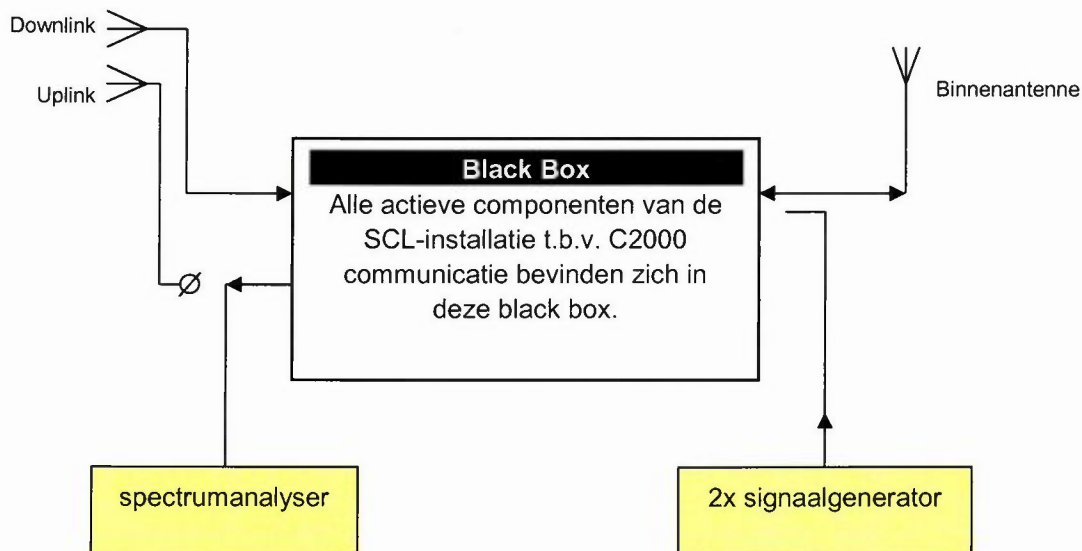 Downlink
Uplink
Binnenantenne
Black Box
Alle actieve componenten van de
SCL-installatie t.b.v. C2000
communicatie bevinden zich in
deze black box.
spectrumanalyser
2x signaalgenerator